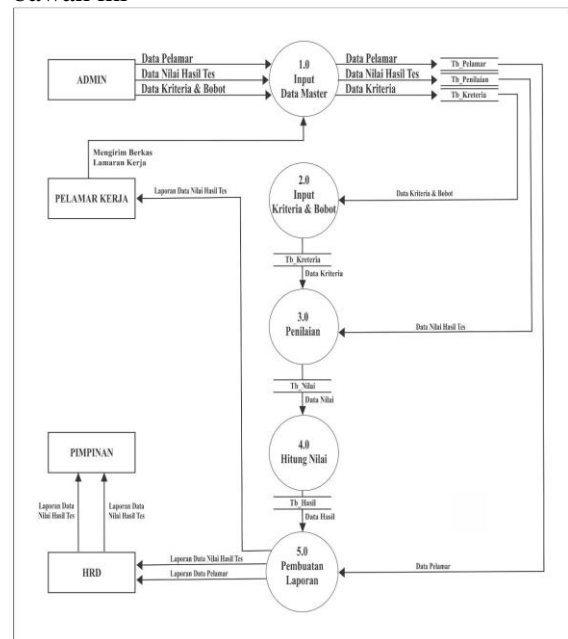 Data Pelamar
Data Nilai Hasil Tes
Data Kriteria & Bobot
ADMIN
1.0
Input
Data Master
Data Pelamar
Data Nilai Hasil Tes
Data Kriteria
Tb_Pelamar
Tb_Penilaian
Tb_Kreteria
Mengirim Berkas
Lamaran Kerja
PELAMAR KERJA
Laporan Data Nilai Hasil Tes
2.0
Input
Kriteria & Bobot
Data Kriteria & Bobot
Tb_Kreteria
Data Kriteria
3.0
Penilaian
Data Nilai Hasil Tes
Tb_Nilai
Data Nilai
4.0
Hitung Nilai
PIMPINAN
Laporan Data
Nilai Hasil Tes
Laporan Data
Nilai Hasil Tes
Tb_Hasil
Data Hasil
5.0
Pembuatan
Laporan
Laporan Data Nilai Hasil Tes
Laporan Data Pelamar
HRD
Data Pelamar